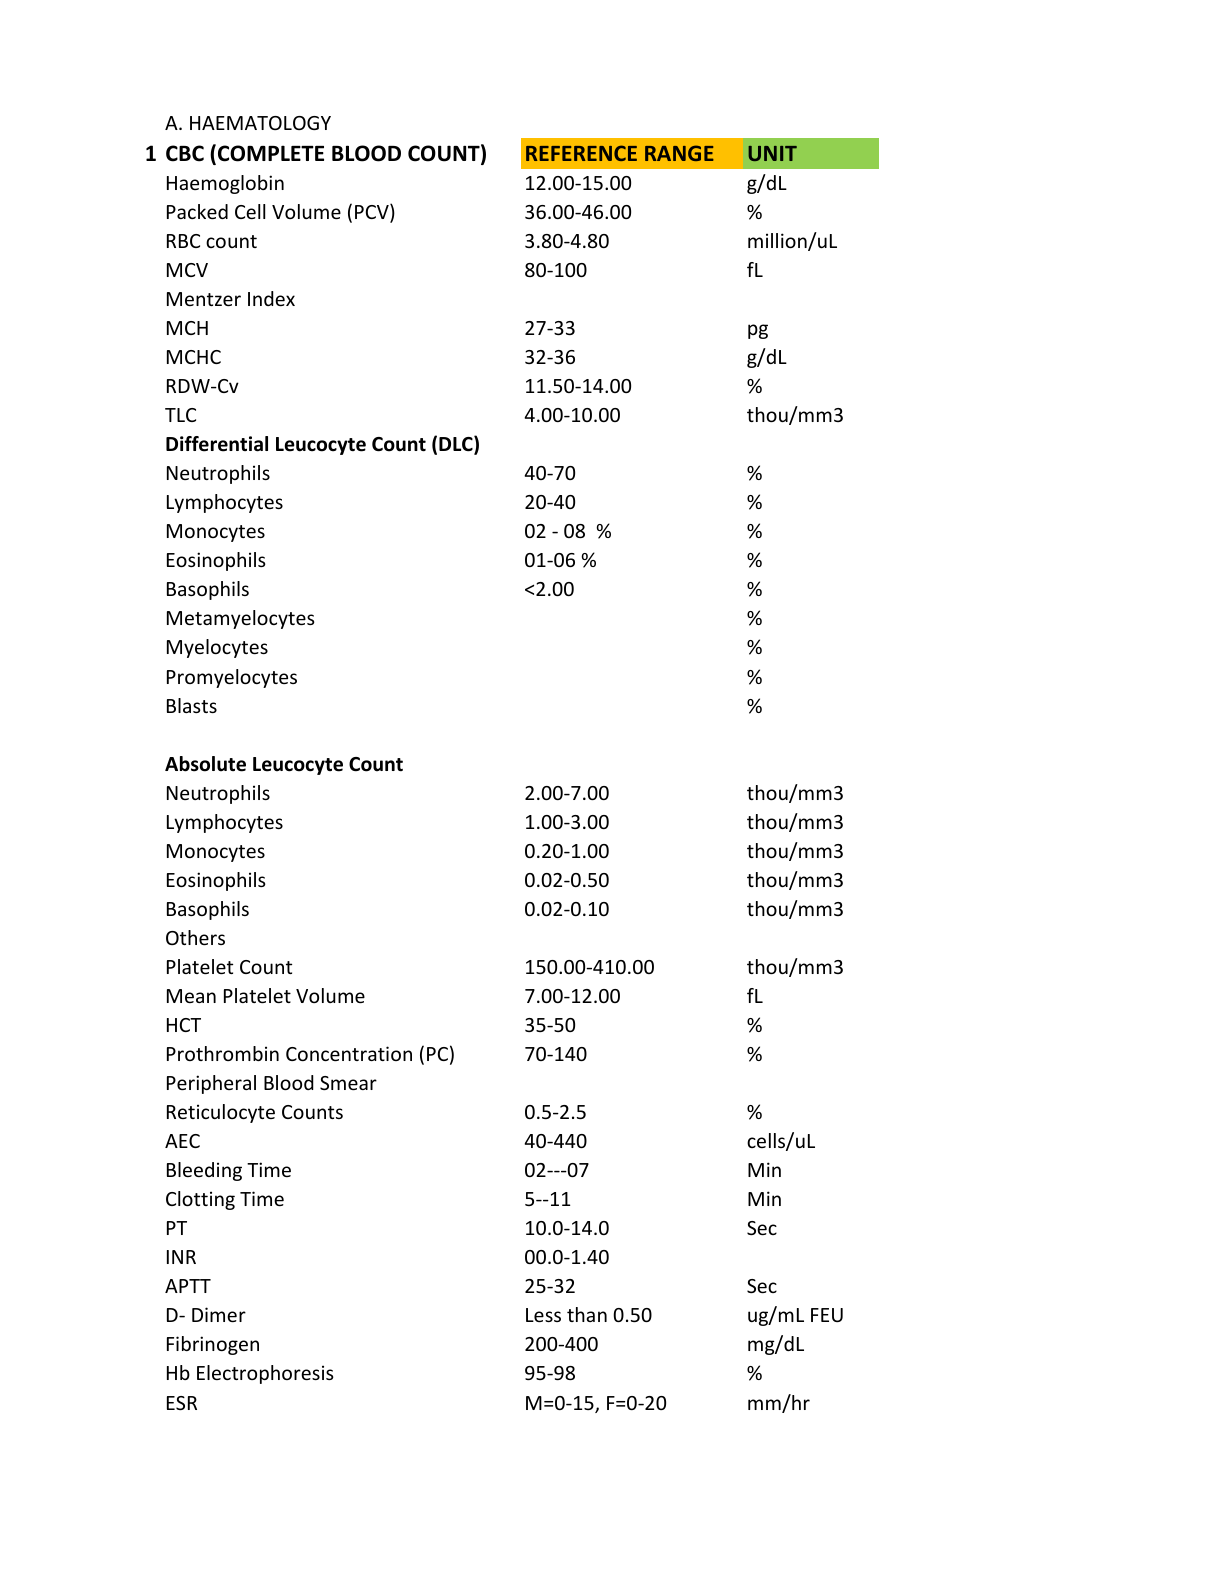 A. HAEMATOLOGY
1 CBC (COMPLETE BLOOD COUNT) REFERENCE RANGE UNIT
Haemoglobin 12.00-15.00 g/dL
Packed Cell Volume (PCV) 36.00-46.00 %
RBC count 3.80-4.80 million/uL
MCV 80-100 fL
Mentzer Index
MCH 27-33 pg
MCHC 32-36 g/dL
RDW-Cv 11.50-14.00 %
TLC 4.00-10.00 thou/mm3
Differential Leucocyte Count (DLC)
Neutrophils 40-70 %
Lymphocytes 20-40 %
Monocytes 02 - 08 % %
Eosinophils 01-06 % %
Basophils <2.00 %
Metamyelocytes %
Myelocytes %
Promyelocytes %
Blasts %
Absolute Leucocyte Count
Neutrophils 2.00-7.00 thou/mm3
Lymphocytes 1.00-3.00 thou/mm3
Monocytes 0.20-1.00 thou/mm3
Eosinophils 0.02-0.50 thou/mm3
Basophils 0.02-0.10 thou/mm3
Others
Platelet Count 150.00-410.00 thou/mm3
Mean Platelet Volume 7.00-12.00 fL
HCT 35-50 %
Prothrombin Concentration (PC) 70-140 %
Peripheral Blood Smear
Reticulocyte Counts 0.5-2.5 %
AEC 40-440 cells/uL
Bleeding Time 02---07 Min
Clotting Time 5--11 Min
PT 10.0-14.0 Sec
INR 00.0-1.40
APTT 25-32 Sec
D- Dimer Less than 0.50 ug/mL FEU
Fibrinogen 200-400 mg/dL
Hb Electrophoresis 95-98 %
ESR M=0-15, F=0-20 mm/hr